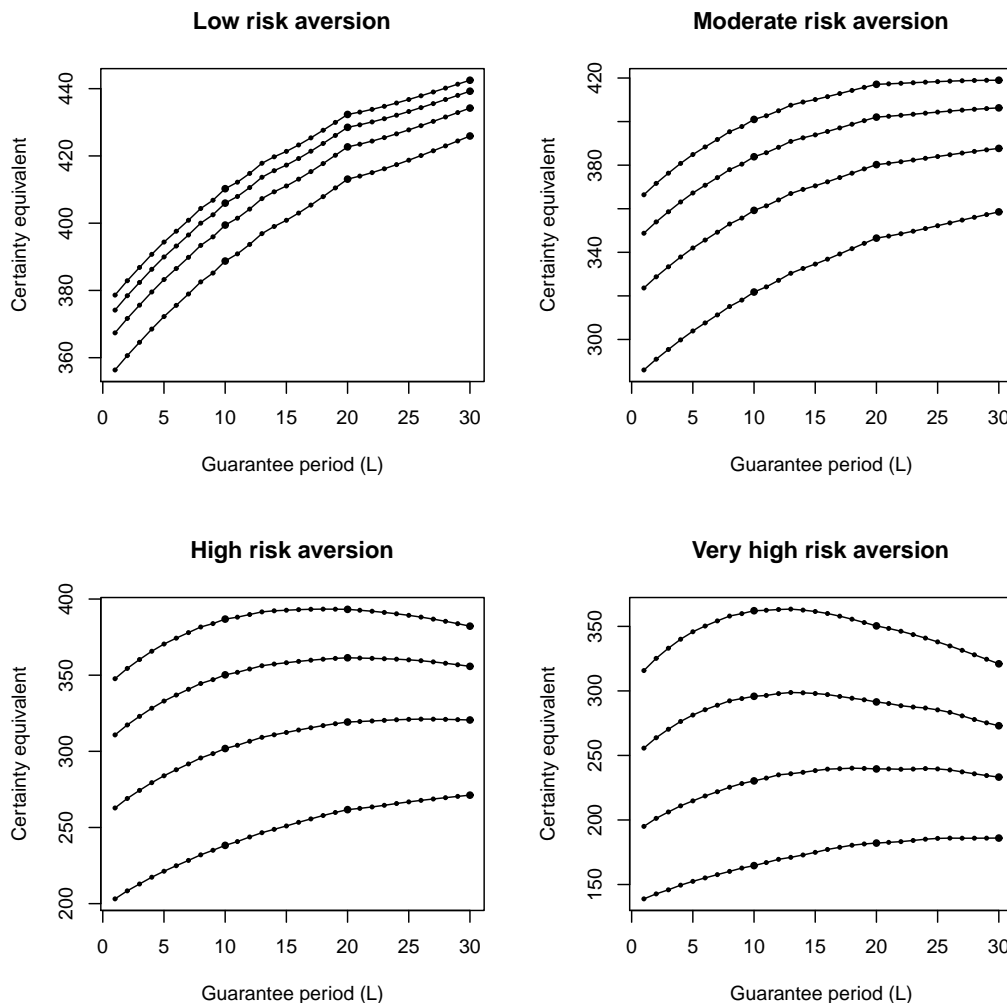 Low risk aversion
Certainty equivalent
360 380 400 420 440
0 5 10 15 20 25 30
Guarantee period (L)
Moderate risk aversion
Certainty equivalent
300 340 380 420
0 5 10 15 20 25 30
Guarantee period (L)
High risk aversion
Certainty equivalent
200 250 300 350 400
0 5 10 15 20 25 30
Guarantee period (L)
Very high risk aversion
Certainty equivalent
150 200 250 300 350
0 5 10 15 20 25 30
Guarantee period (L)